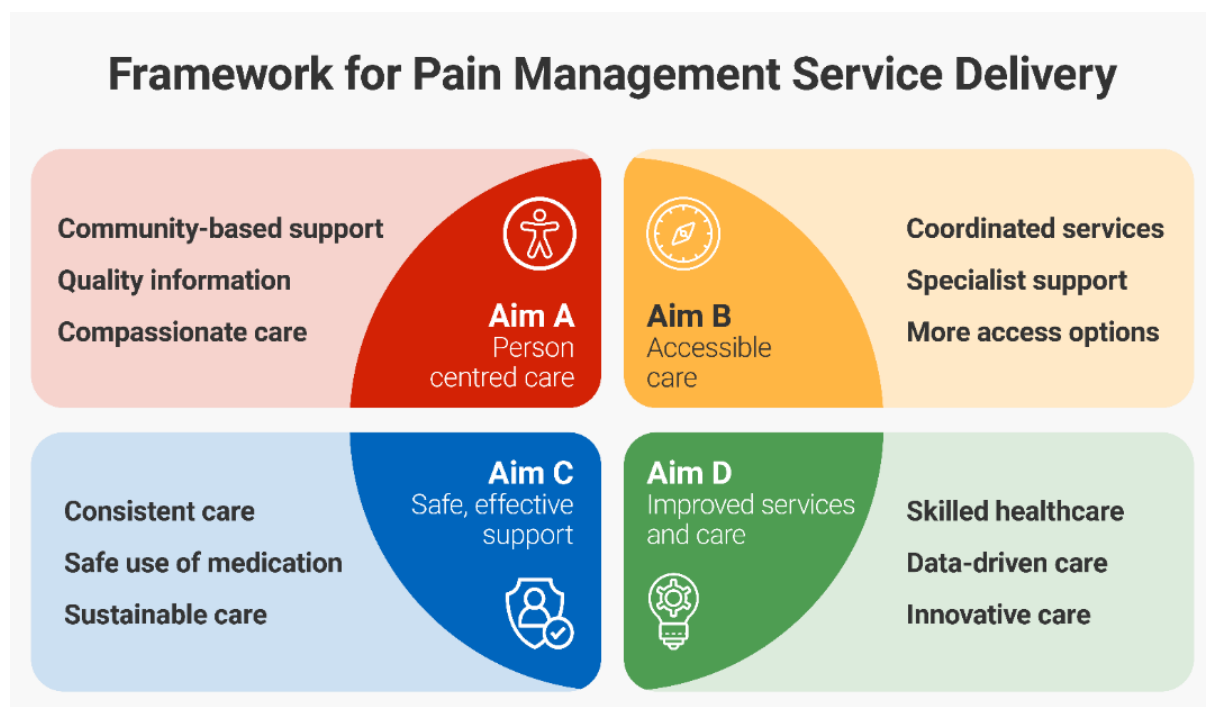 Framework for Pain Management Service Delivery
Community-based support
Quality information
Compassionate care
Aim A
Person
centred care
Aim B
Accessible
care
Coordinated services
Specialist support
More access options
Consistent care
Safe use of medication
Sustainable care
Aim C
Safe, effective
support
Aim D
Improved services
and care
Skilled healthcare
Data-driven care
Innovative care